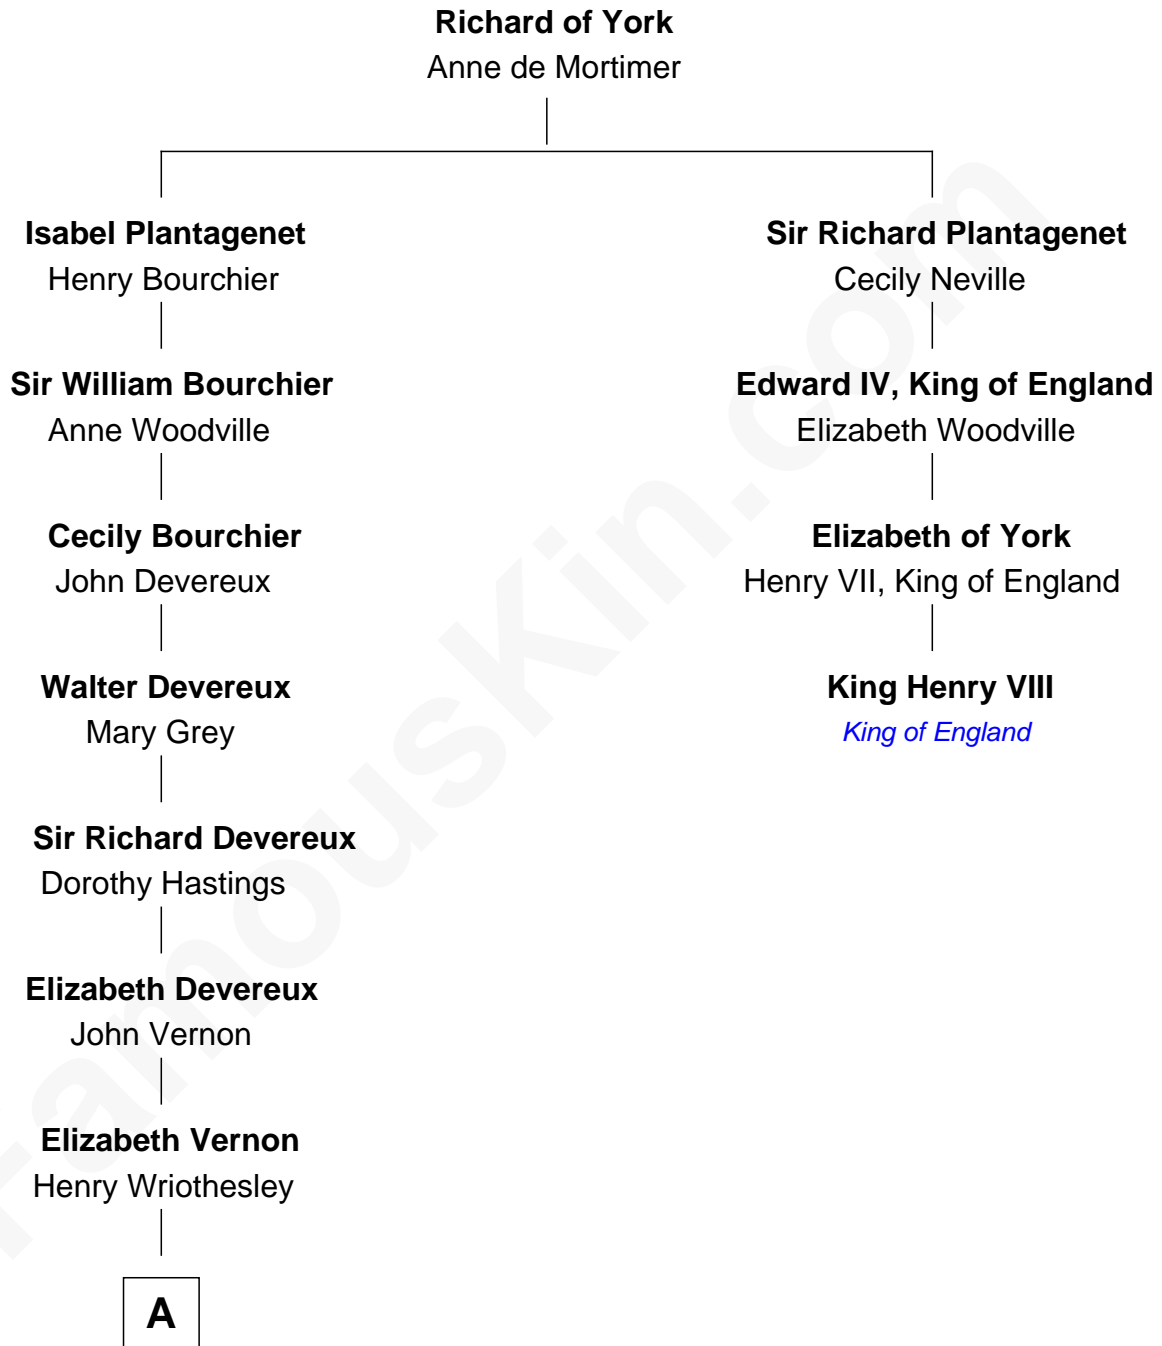 Richard of York
Anne de Mortimer
Isabel Plantagenet
Henry Bourchier
Sir Richard Plantagenet
Cecily Neville
Sir William Bourchier
Anne Woodville
Edward IV, King of England
Elizabeth Woodville
Cecily Bourchier
John Devereux
Elizabeth of York
Henry VII, King of England
Walter Devereux
Mary Grey
King Henry VIII
King of England
Sir Richard Devereux
Dorothy Hastings
Elizabeth Devereux
John Vernon
Elizabeth Vernon
Henry Wriothesley
A
FamousKin.com